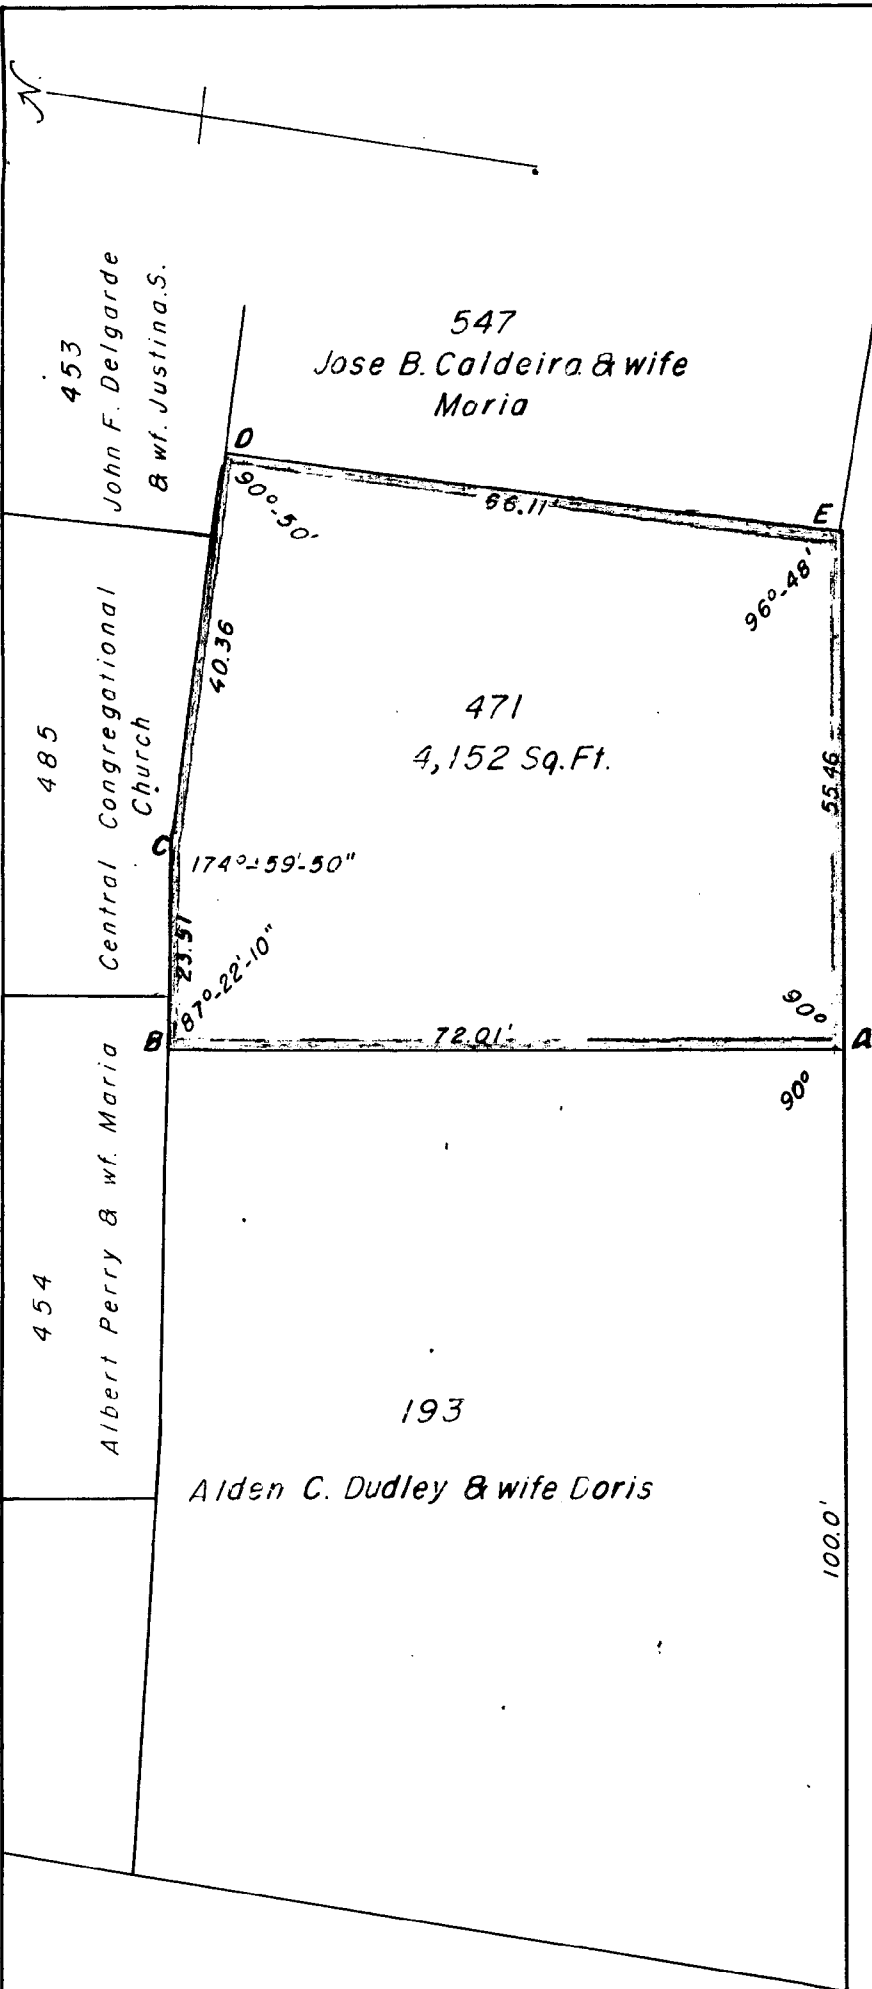 N.
453
John F. Delgarde
& wf. Justina.S.
547
Jose B. Caldeira & wife
Maria
D
90°-50'
66.11'
E
96°-48'
40.36
485
Central Congregational
Church
471
4,152 Sq.Ft.
55.46
C
174°-59'-50"
23.51
87°-22'-10"
90°
B
72.01'
A
90°
454
Albert Perry & wf. Maria
193
Alden C. Dudley & wife Doris
100.0'